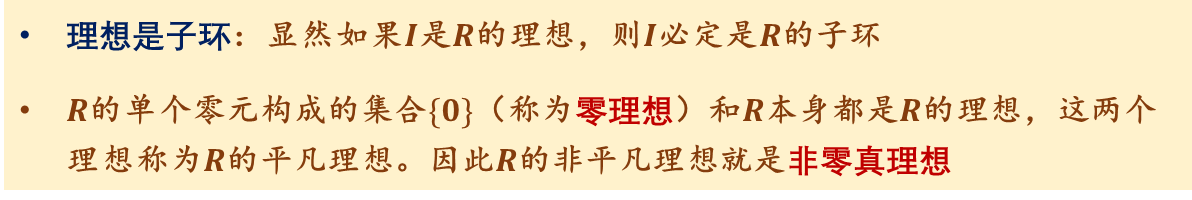 • 理想是子环：显然如果I是R的理想，则I必定是R的子环
• R的单个零元构成的集合{0}（称为零理想）和R本身都是R的理想，这两个
理想称为R的平凡理想。因此R的非平凡理想就是非零真理想